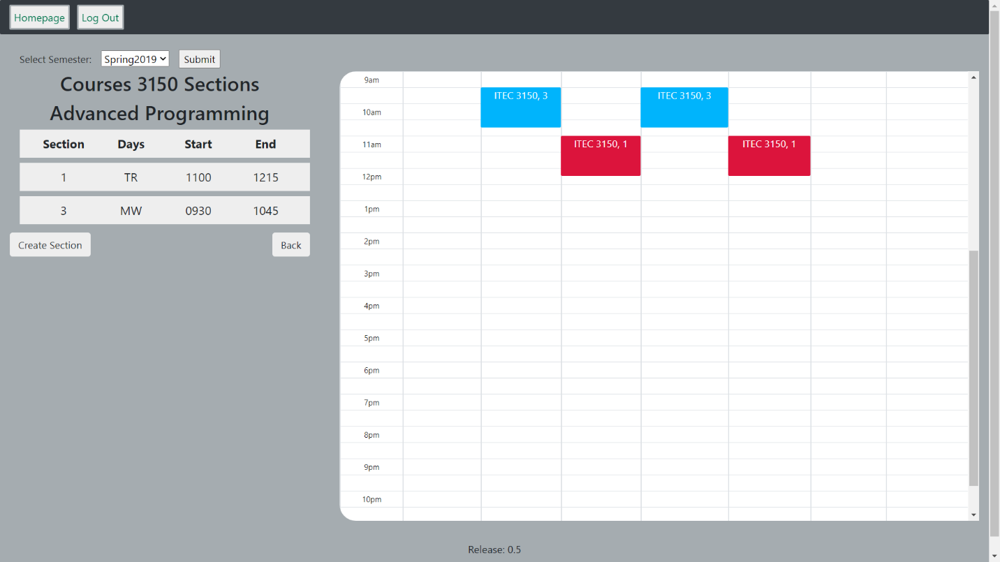 Homepage Log Out
Select Semester: Spring2019 Submit
Courses 3150 Sections
Advanced Programming
Section Days Start End
1 TR 1100 1215
3 MW 0930 1045
Create Section Back
9am
ITEC 3150, 3 ITEC 3150, 3
10am
11am ITEC 3150, 1 ITEC 3150, 1
12pm
1pm
2pm
3pm
4pm
5pm
6pm
7pm
8pm
9pm
10pm
Release: 0.5